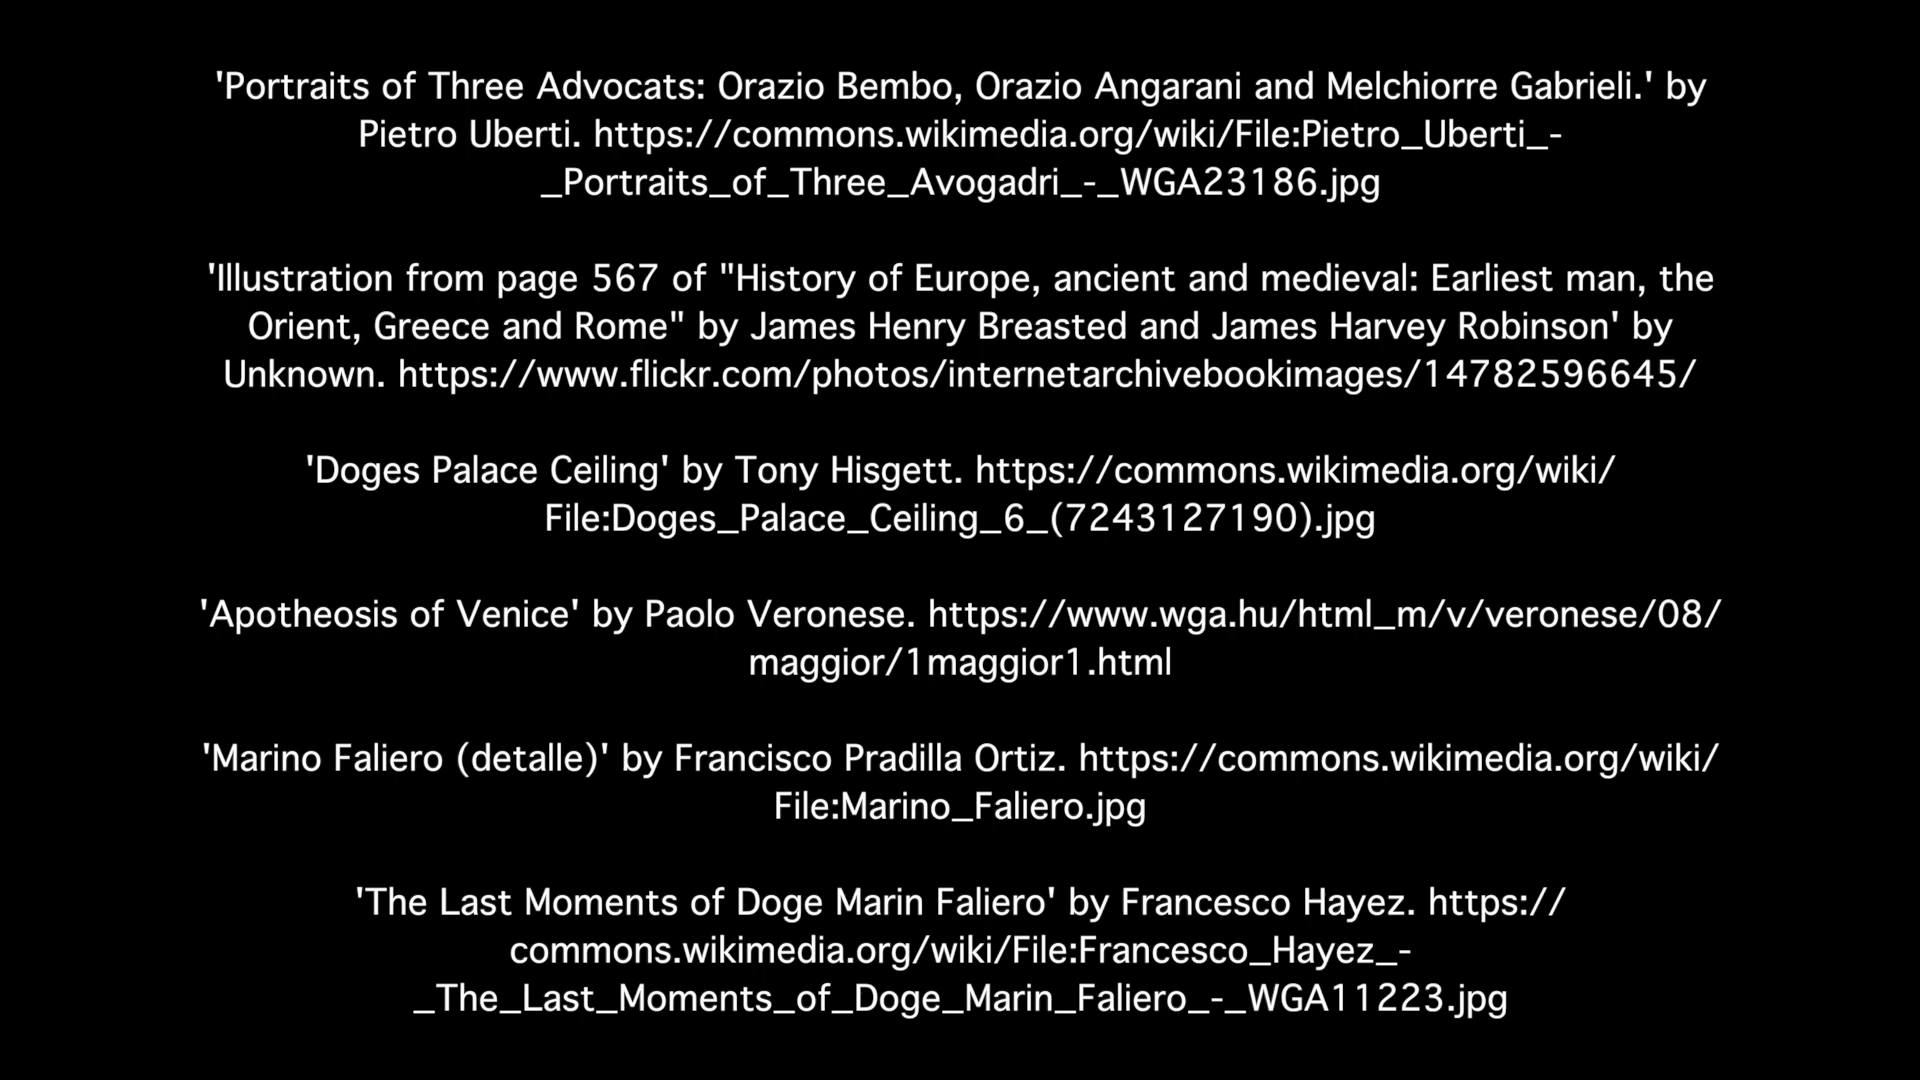 'Portraits of Three Advocats: Orazio Bembo, Orazio Angarani and Melchiorre Gabrieli.' by
Pietro Uberti. https://commons.wikimedia.org/wiki/File:Pietro_Uberti_-
_Portraits_of_Three_Avogadri_-_WGA23186.jpg
'Illustration from page 567 of "History of Europe, ancient and medieval: Earliest man, the
Orient, Greece and Rome" by James Henry Breasted and James Harvey Robinson' by
Unknown. https://www.flickr.com/photos/internetarchivebookimages/14782596645/
'Doges Palace Ceiling' by Tony Hisgett. https://commons.wikimedia.org/wiki/
File:Doges_Palace_Ceiling_6_(7243127190).jpg
'Apotheosis of Venice' by Paolo Veronese. https://www.wga.hu/html_m/v/veronese/08/
maggior/1maggior1.html
'Marino Faliero (detalle)' by Francisco Pradilla Ortiz. https://commons.wikimedia.org/wiki/
File:Marino_Faliero.jpg
'The Last Moments of Doge Marin Faliero' by Francesco Hayez. https://
commons.wikimedia.org/wiki/File:Francesco_Hayez_-
_The_Last_Moments_of_Doge_Marin_Faliero_-_WGA11223.jpg